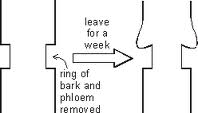 leave
for a
week
ring of
bark and
phloem
removed